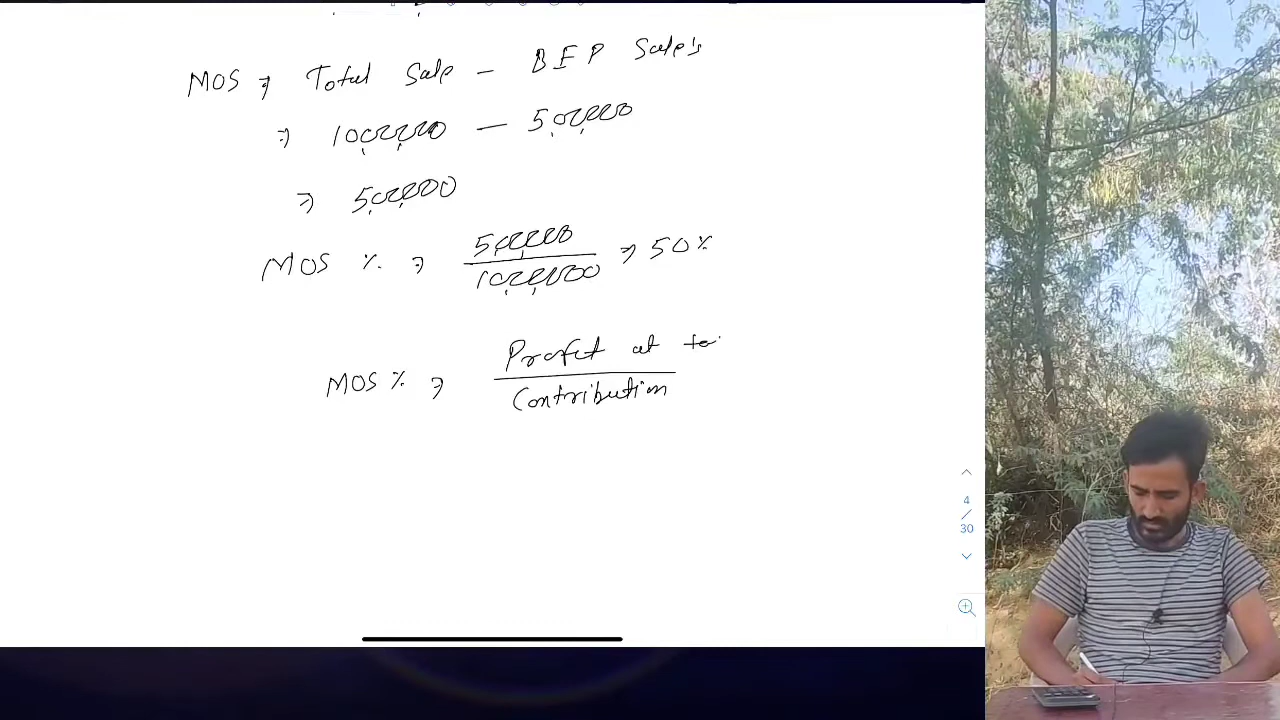 MOS ⇒ Total Sale - BEP Sale's
⇒ 10,00,000 - 5,00,000
⇒ 5,00,000
MOS % ⇒ 5,00,000 / 10,00,000 ⇒ 50%
MOS % ⇒ Profit at / Contribution
4
/
30